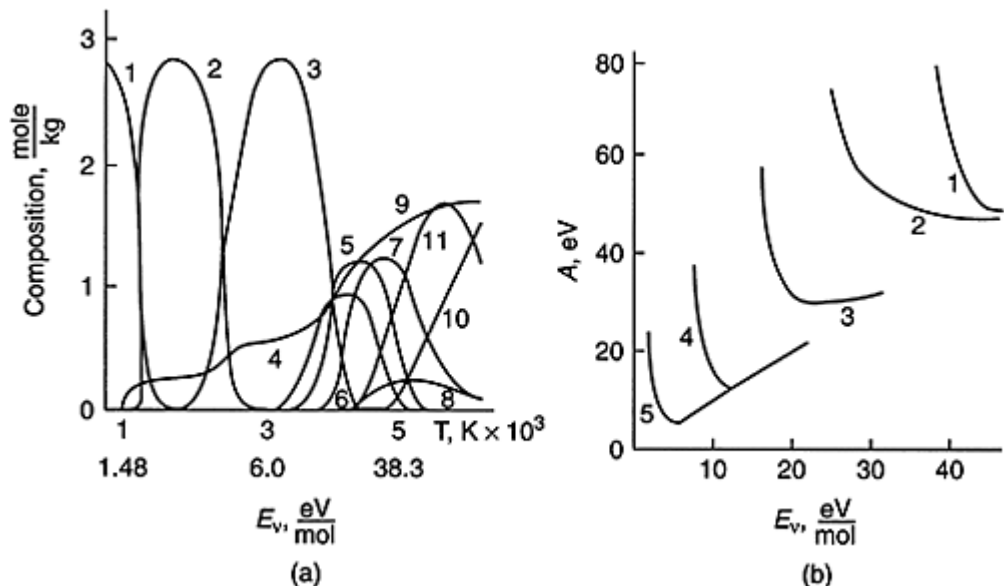 3
2
1
0
Composition, mole/kg
1 2 3 4 5 6 7 8 9 10 11
1 3 5 T, K × 10³
1.48 6.0 38.3
Eᵥ, eV/mol
(a)
80
60
40
20
0
A, eV
1
2
3
4
5
10 20 30 40
Eᵥ, eV/mol
(b)